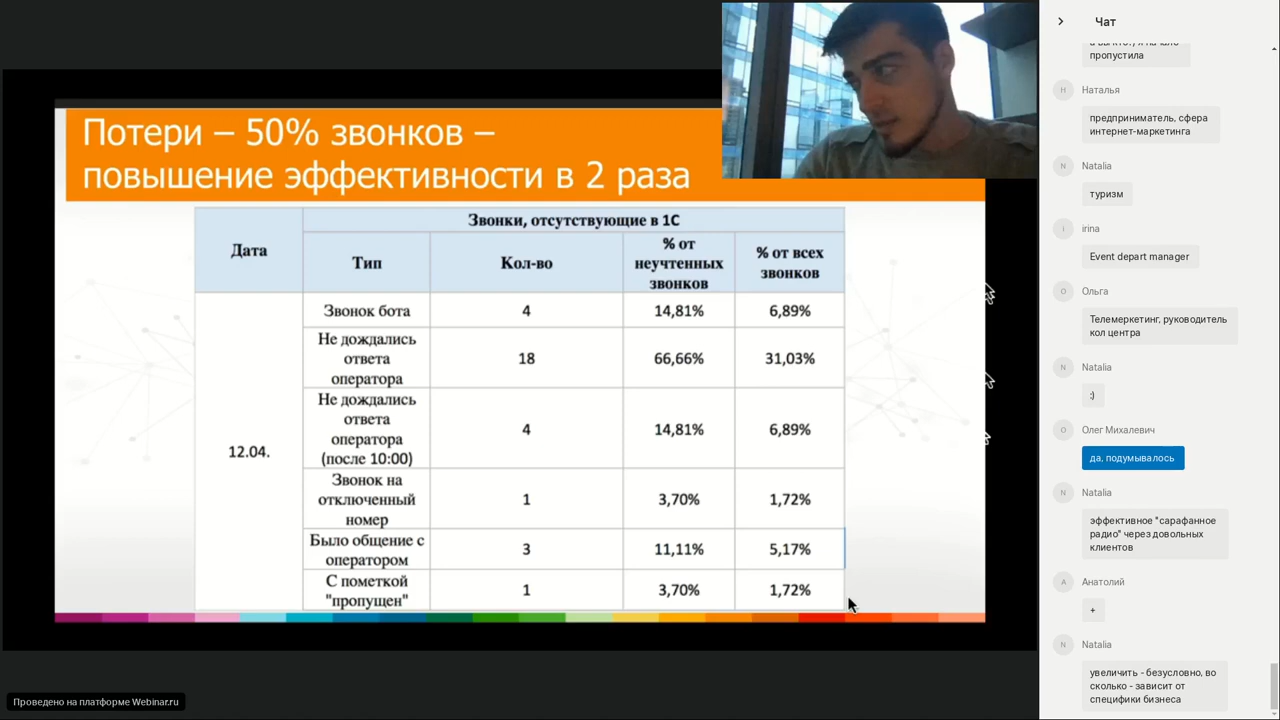 Потери – 50% звонков –
повышение эффективности в 2 раза
Дата
Звонки, отсутствующие в 1С
Тип
Кол-во
% от
неучтенных
звонков
% от всех
звонков
12.04.
Звонок бота
4
14,81%
6,89%
Не дождались
ответа
оператора
18
66,66%
31,03%
Не дождались
ответа
оператора
(после 10:00)
4
14,81%
6,89%
Звонок на
отключенный
номер
1
3,70%
1,72%
Было общение с
оператором
3
11,11%
5,17%
С пометкой
"пропущен"
1
3,70%
1,72%
Проведено на платформе Webinar.ru
Чат
пропустила
Н
Наталья
предприниматель, сфера
интернет-маркетинга
N
Natalia
туризм
i
irina
Event depart manager
О
Ольга
Телемаркетинг, руководитель
кол центра
N
Natalia
:)
О
Олег Михалевич
да, подумывалось
N
Natalia
эффективное "сарафанное
радио" через довольных
клиентов
А
Анатолий
+
N
Natalia
увеличить - безусловно, во
сколько - зависит от
специфики бизнеса